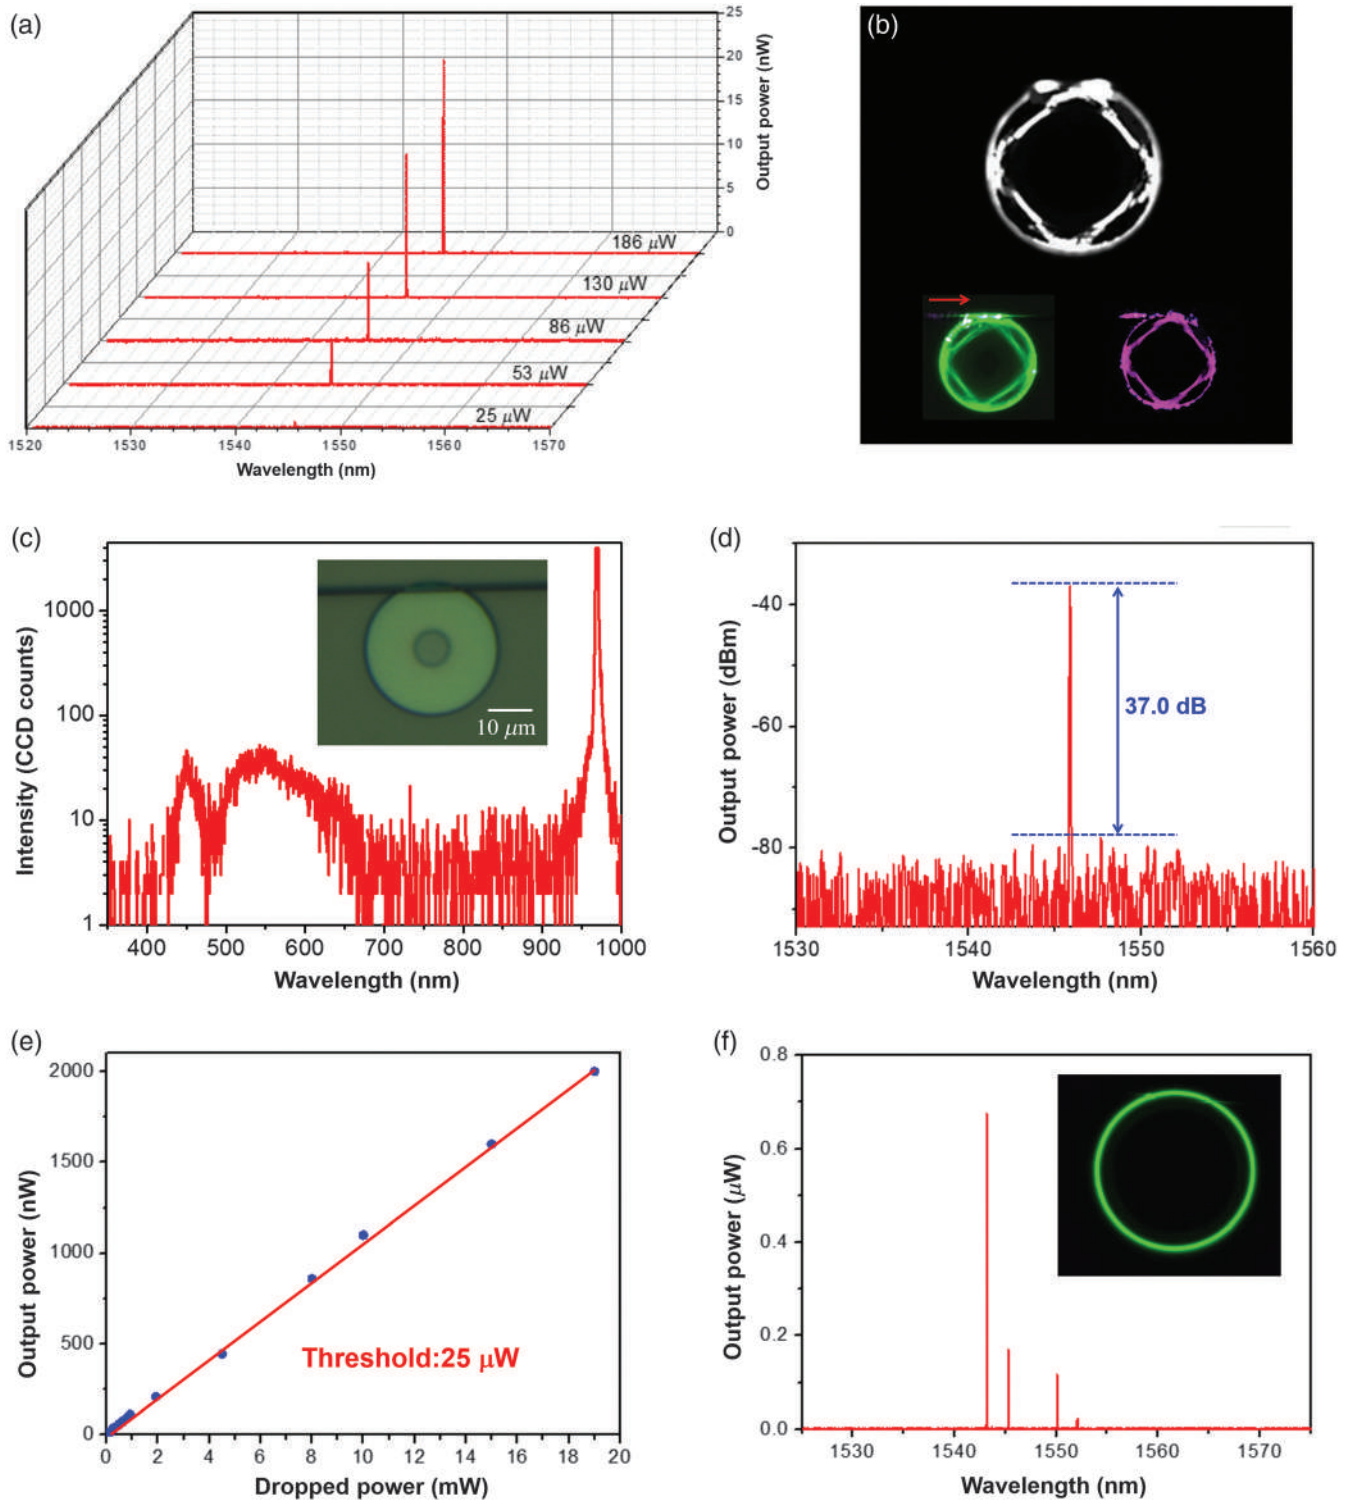 (a)
25
20
15
10
5
0
Output power (nW)
186 μW
130 μW
86 μW
53 μW
25 μW
1520 1530 1540 1550 1560 1570
Wavelength (nm)
(b)
(c)
1000
100
10
1
Intensity (CCD counts)
10 μm
400 500 600 700 800 900 1000
Wavelength (nm)
(d)
-40
-60
-80
Output power (dBm)
37.0 dB
1530 1540 1550 1560
Wavelength (nm)
(e)
2000
1500
1000
500
0
Output power (nW)
Threshold:25 μW
0 2 4 6 8 10 12 14 16 18 20
Dropped power (mW)
(f)
0.8
0.6
0.4
0.2
0.0
Output power (μW)
1530 1540 1550 1560 1570
Wavelength (nm)